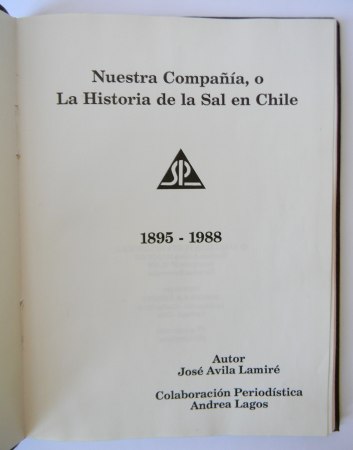 Nuestra Compañía, o
La Historia de la Sal en Chile
SPL
1895 - 1988
Autor
José Avila Lamiré
Colaboración Periodística
Andrea Lagos